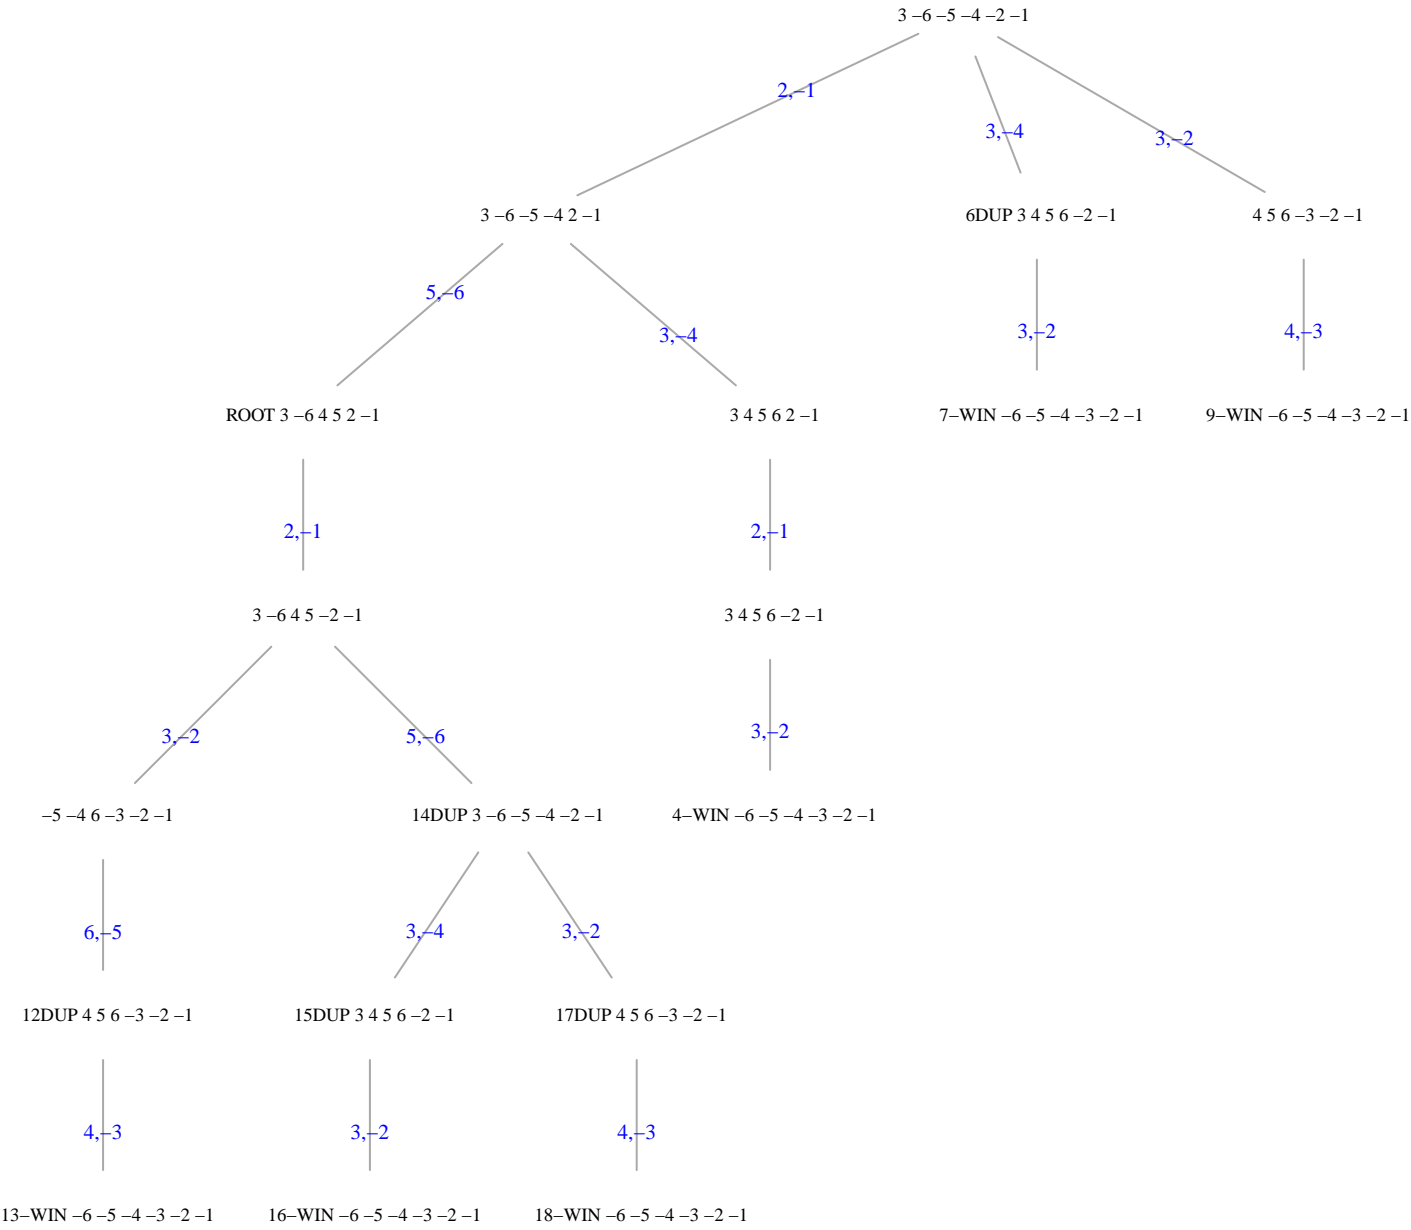 3 –6 –5 –4 –2 –1
2,–1
3,–4
3,–2
3 –6 –5 –4 2 –1
6DUP 3 4 5 6 –2 –1
4 5 6 –3 –2 –1
5,–6
3,–4
3,–2
4,–3
ROOT 3 –6 4 5 2 –1
3 4 5 6 2 –1
7–WIN –6 –5 –4 –3 –2 –1
9–WIN –6 –5 –4 –3 –2 –1
2,–1
2,–1
3 –6 4 5 –2 –1
3 4 5 6 –2 –1
3,–2
5,–6
3,–2
–5 –4 6 –3 –2 –1
14DUP 3 –6 –5 –4 –2 –1
4–WIN –6 –5 –4 –3 –2 –1
6,–5
3,–4
3,–2
12DUP 4 5 6 –3 –2 –1
15DUP 3 4 5 6 –2 –1
17DUP 4 5 6 –3 –2 –1
4,–3
3,–2
4,–3
13–WIN –6 –5 –4 –3 –2 –1
16–WIN –6 –5 –4 –3 –2 –1
18–WIN –6 –5 –4 –3 –2 –1